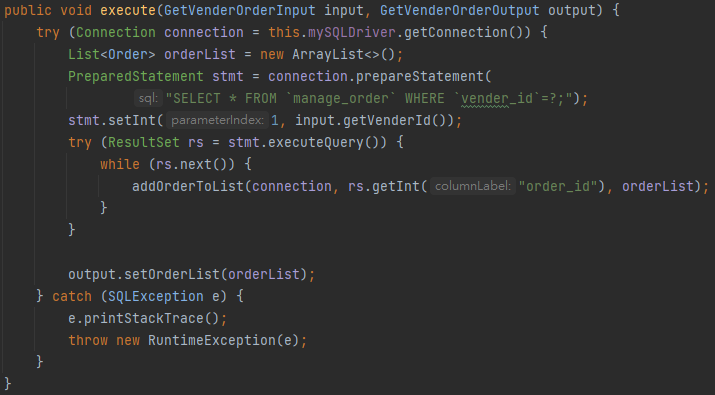 public void execute(GetVenderOrderInput input, GetVenderOrderOutput output) {
    try (Connection connection = this.mySQLDriver.getConnection()) {
        List<Order> orderList = new ArrayList<>();
        PreparedStatement stmt = connection.prepareStatement(
                sql: "SELECT * FROM `manage_order` WHERE `vender_id`=?;");
        stmt.setInt( parameterIndex: 1, input.getVenderId());
        try (ResultSet rs = stmt.executeQuery()) {
            while (rs.next()) {
                addOrderToList(connection, rs.getInt( columnLabel: "order_id"), orderList);
            }
        }
        output.setOrderList(orderList);
    } catch (SQLException e) {
        e.printStackTrace();
        throw new RuntimeException(e);
    }
}